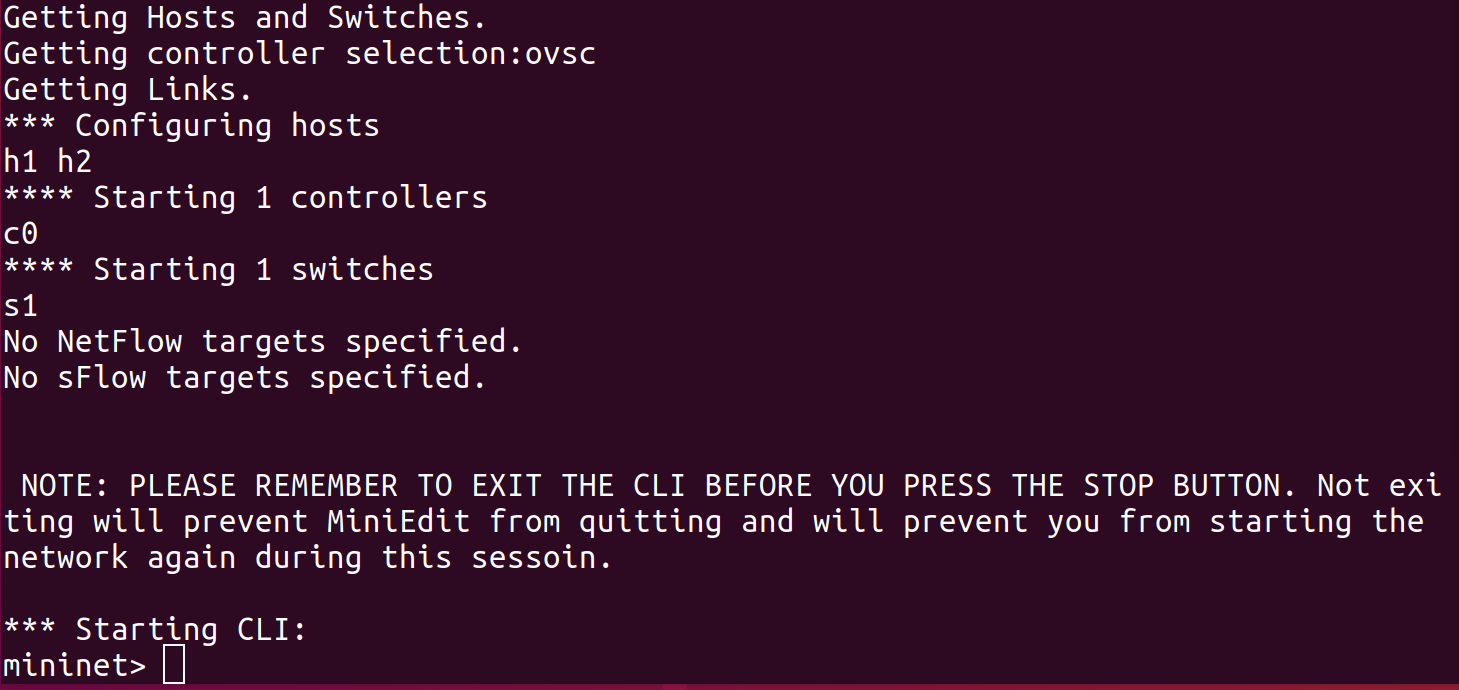 Getting Hosts and Switches.
Getting controller selection:ovsc
Getting Links.
*** Configuring hosts
h1 h2
**** Starting 1 controllers
c0
**** Starting 1 switches
s1
No NetFlow targets specified.
No sFlow targets specified.
NOTE: PLEASE REMEMBER TO EXIT THE CLI BEFORE YOU PRESS THE STOP BUTTON. Not exi
ting will prevent MiniEdit from quitting and will prevent you from starting the
network again during this sessoin.
*** Starting CLI:
mininet>